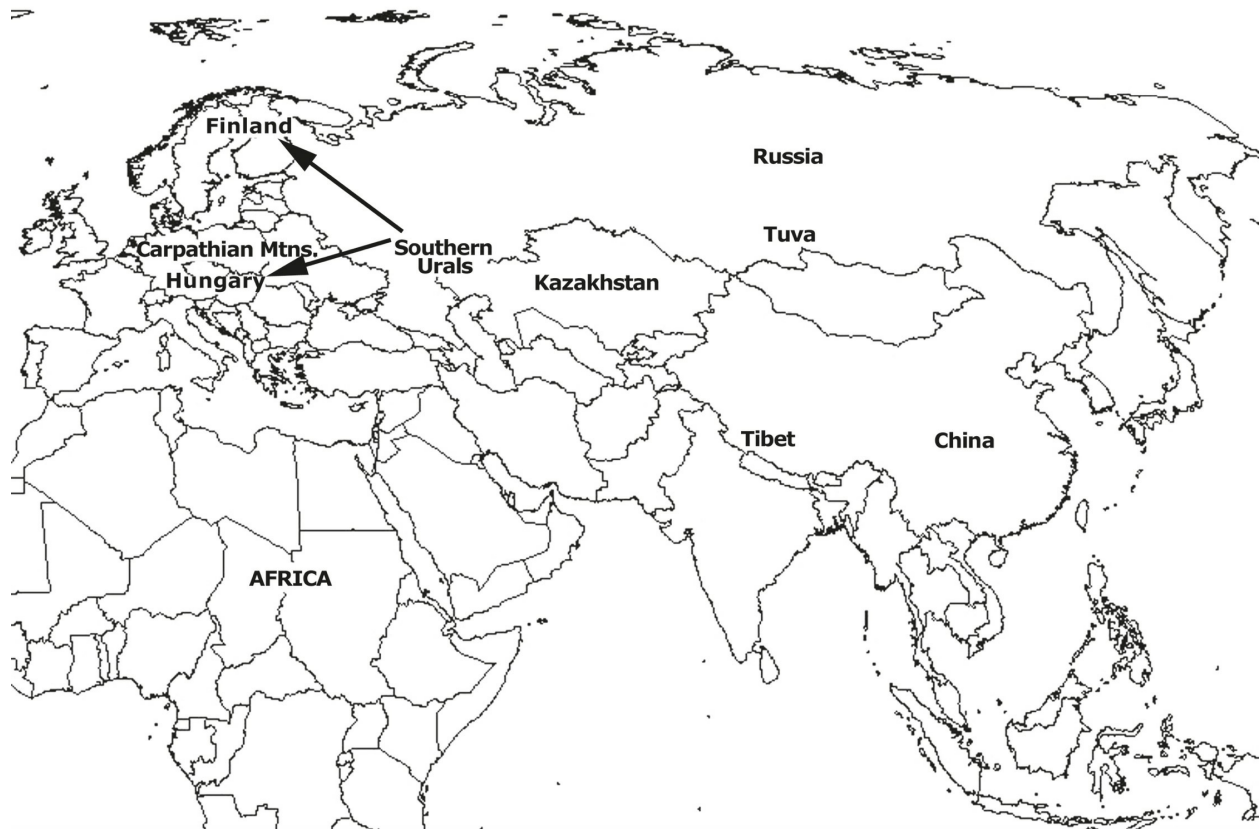 Finland
Russia
Tuva
Carpathian Mtns.
Southern
Urals
Hungary
Kazakhstan
Tibet
China
AFRICA